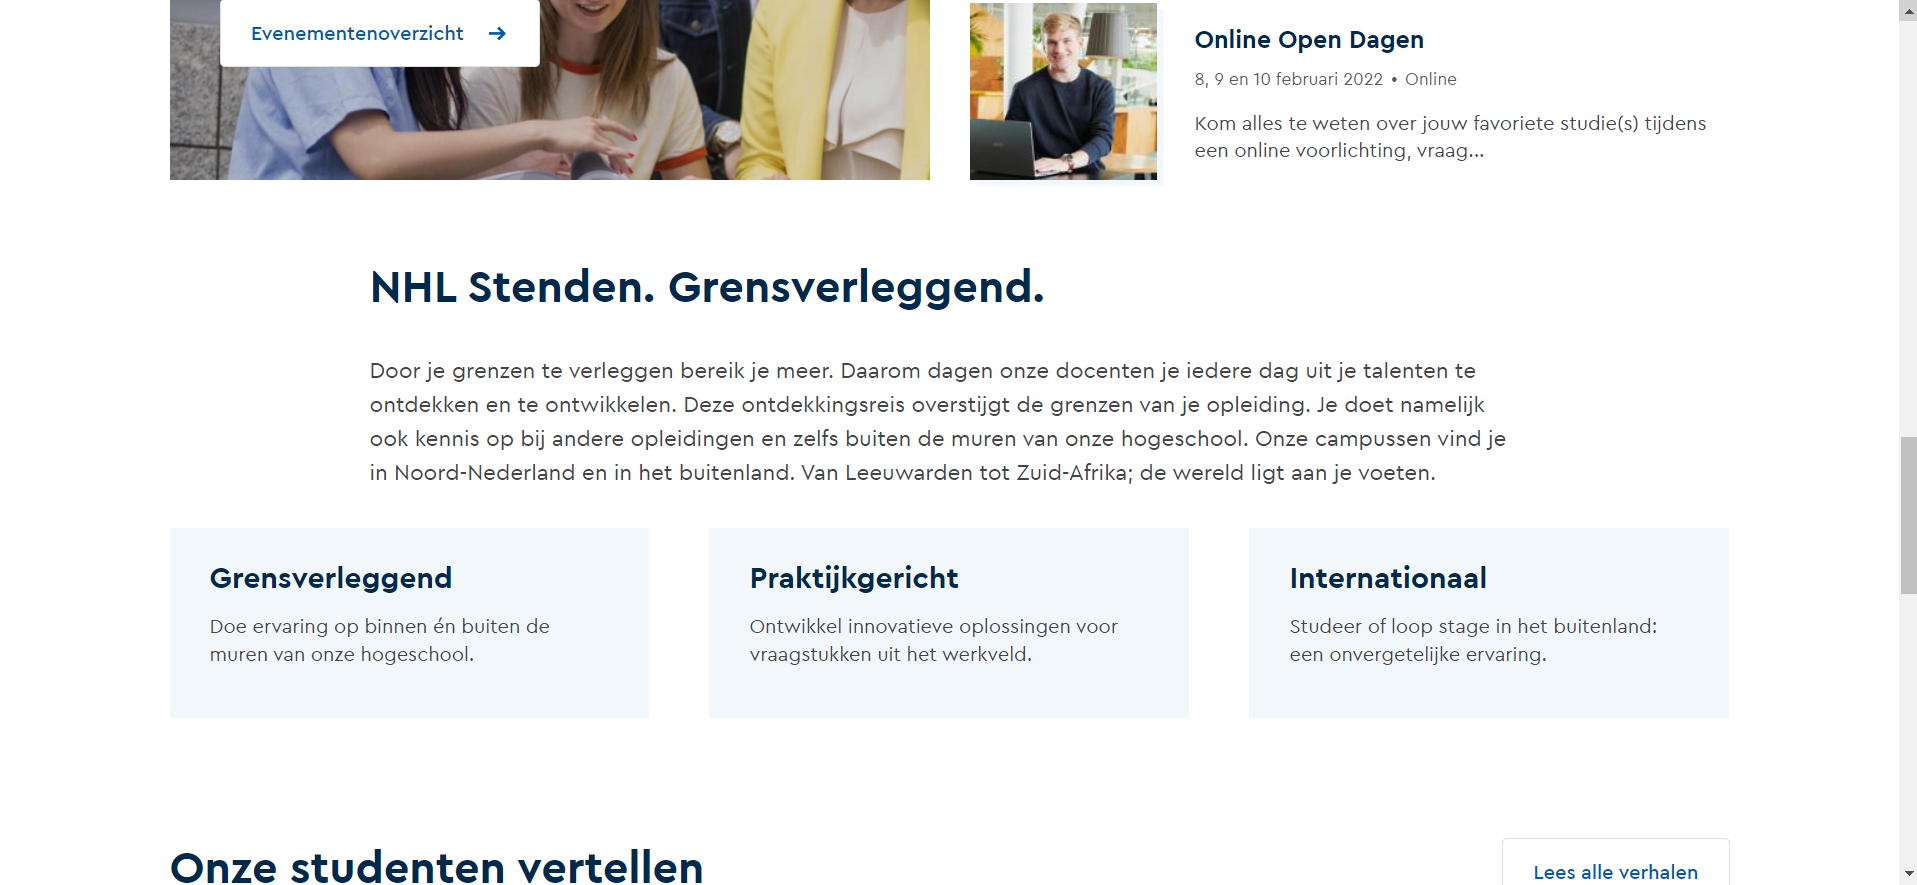 Evenementenoverzicht
Online Open Dagen
8, 9 en 10 februari 2022 • Online
Kom alles te weten over jouw favoriete studie(s) tijdens
een online voorlichting, vraag...
NHL Stenden. Grensverleggend.
Door je grenzen te verleggen bereik je meer. Daarom dagen onze docenten je iedere dag uit je talenten te
ontdekken en te ontwikkelen. Deze ontdekkingsreis overstijgt de grenzen van je opleiding. Je doet namelijk
ook kennis op bij andere opleidingen en zelfs buiten de muren van onze hogeschool. Onze campussen vind je
in Noord-Nederland en in het buitenland. Van Leeuwarden tot Zuid-Afrika; de wereld ligt aan je voeten.
Grensverleggend
Doe ervaring op binnen én buiten de
muren van onze hogeschool.
Praktijkgericht
Ontwikkel innovatieve oplossingen voor
vraagstukken uit het werkveld.
Internationaal
Studeer of loop stage in het buitenland:
een onvergetelijke ervaring.
Onze studenten vertellen
Lees alle verhalen